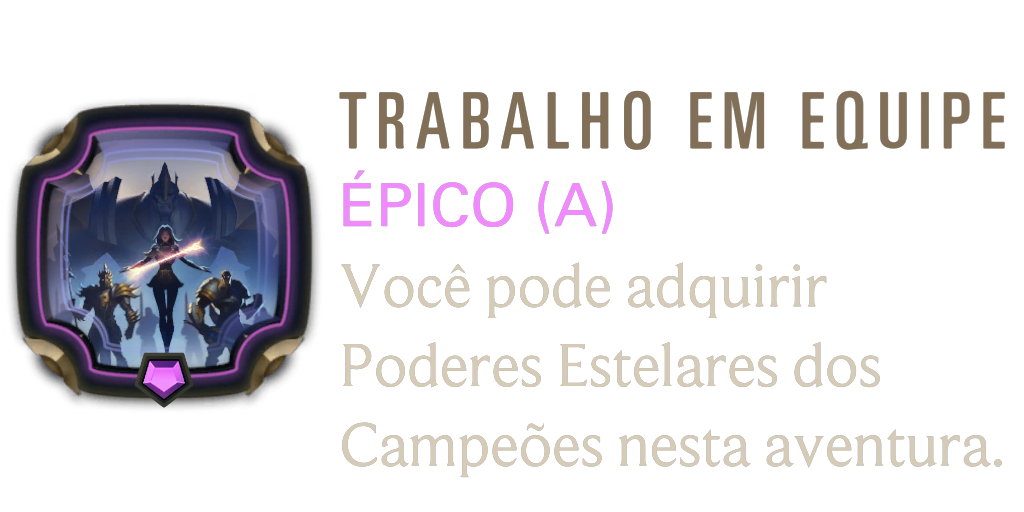 TRABALHO EM EQUIPE
ÉPICO (A)
Você pode adquirir
Poderes Estelares dos
Campeões nesta aventura.